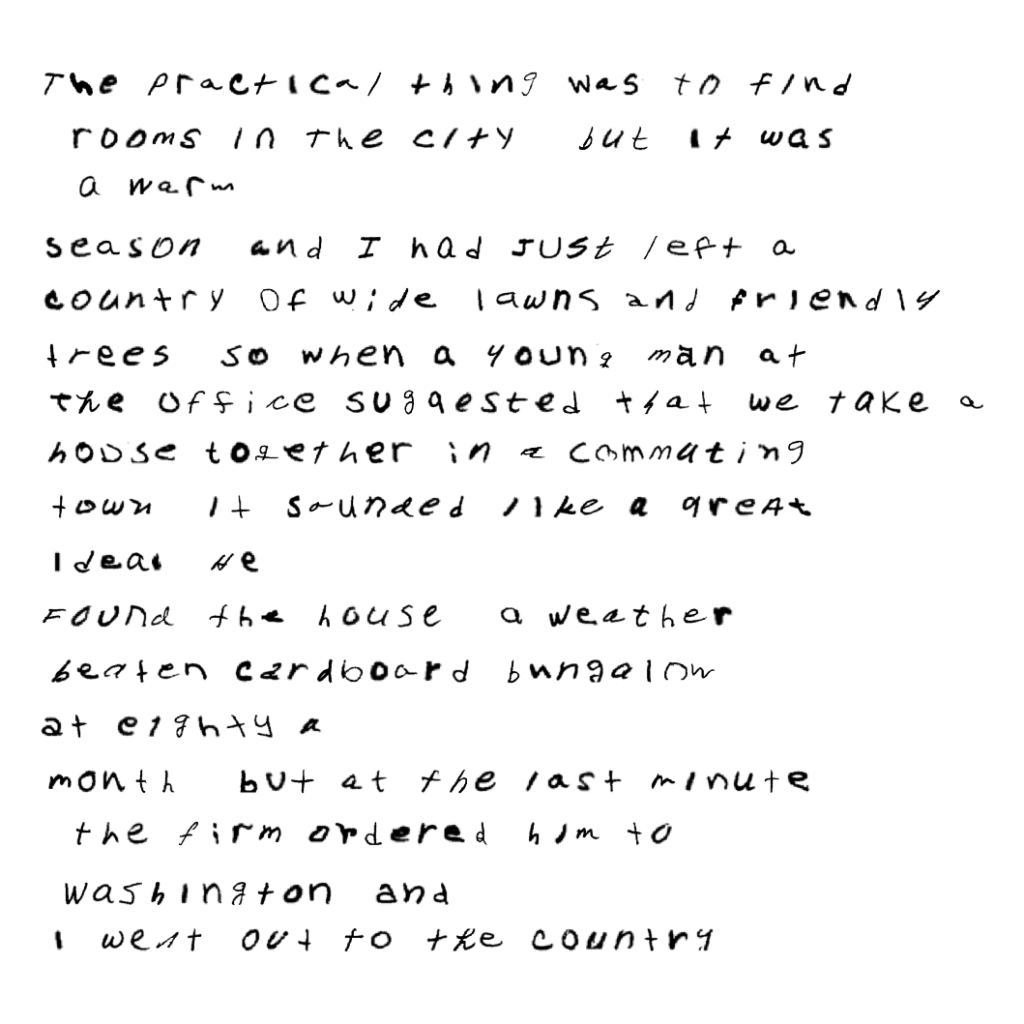 The practical thing was to find
rooms in the city but it was
a warm
season and I had just left a
country of wide lawns and friendly
trees so when a young man at
the office suggested that we take a
house together in a commuting
town it sounded like a great
ideal He
found the house a weather
beaten cardboard bungalow
at eighty a
month but at the last minute
the firm ordered him to
washington and
i went out to the country